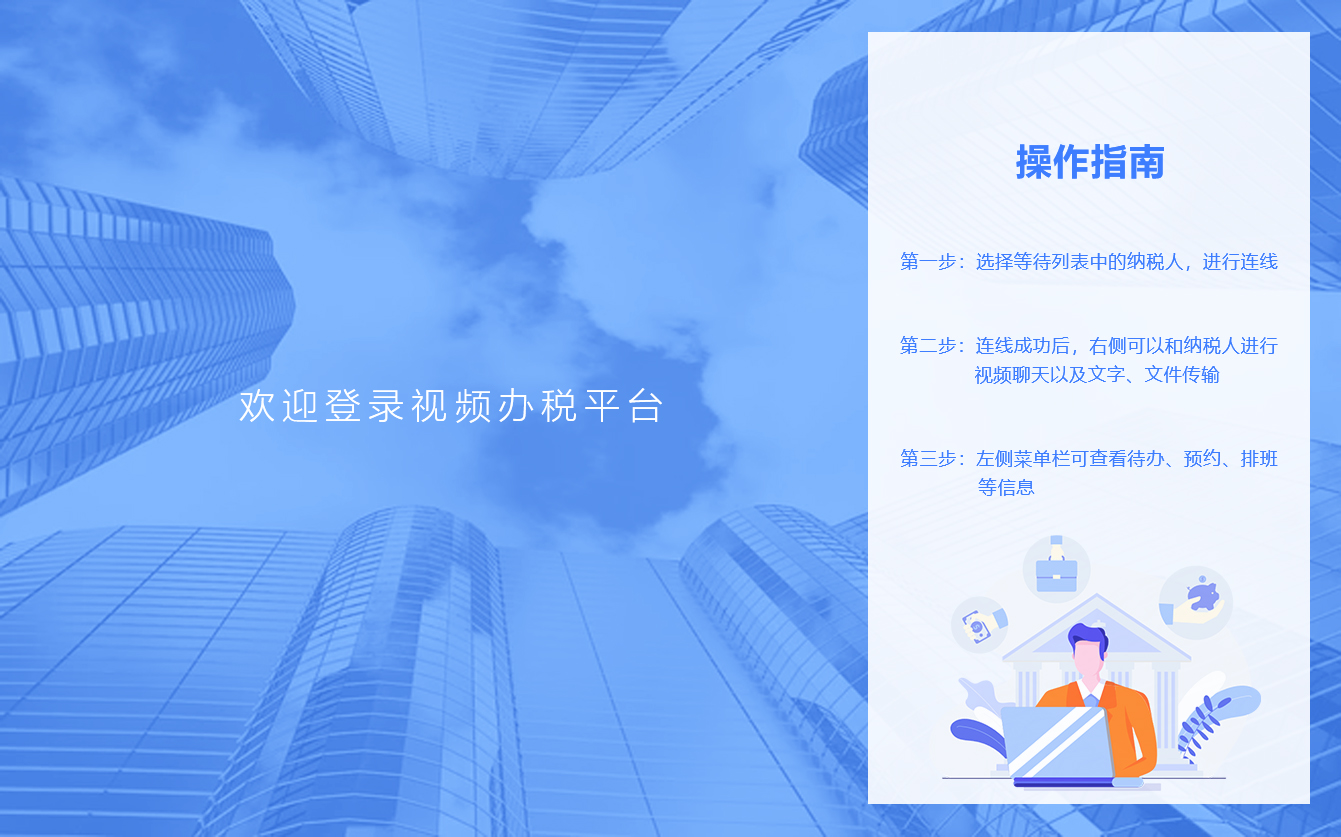 欢迎登录视频办税平台
操作指南
第一步：选择等待列表中的纳税人，进行连线
第二步：连线成功后，右侧可以和纳税人进行
视频聊天以及文字、文件传输
第三步：左侧菜单栏可查看待办、预约、排班
等信息